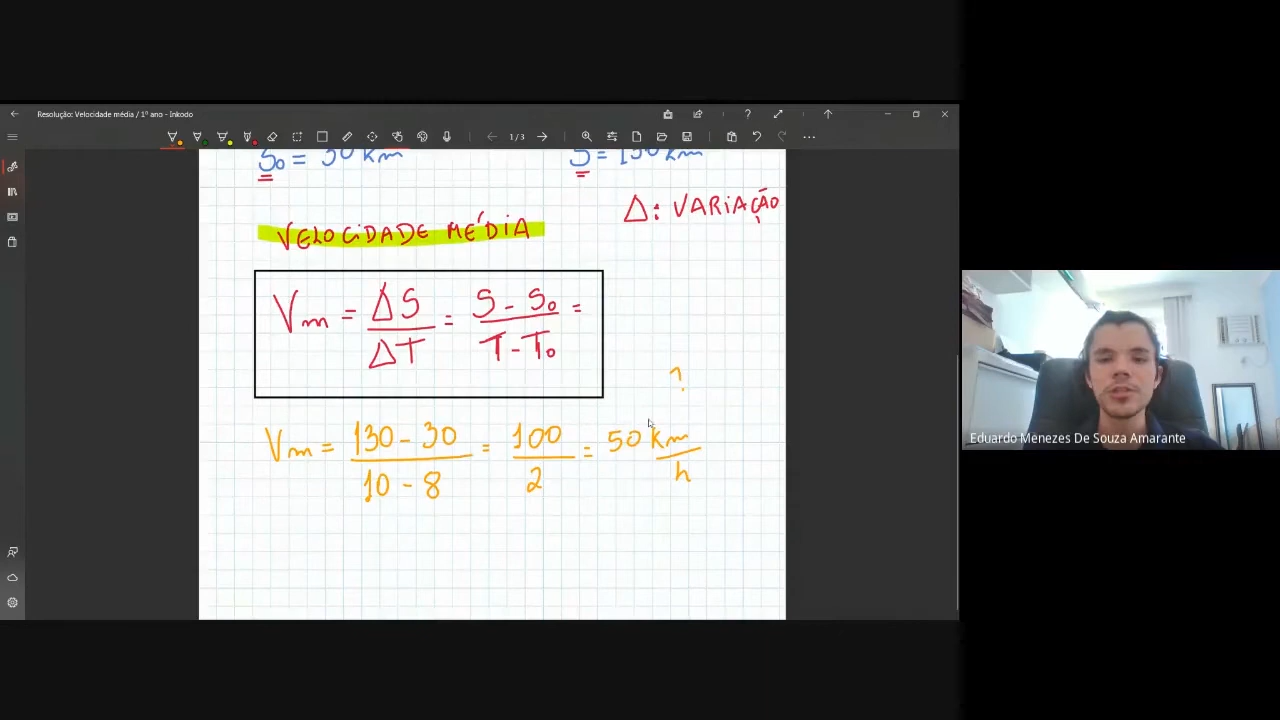 Resolução: Velocidade média / 1º ano - Inkodo
1/3
S₀ = 30 km
S = 130 km
Δ: VARIAÇÃO
VELOCIDADE MÉDIA
Vm = ΔS/ΔT = S - S₀/T - T₀ =
?
Vm = 130 - 30/10 - 8 = 100/2 = 50 km/h
Eduardo Menezes De Souza Amarante